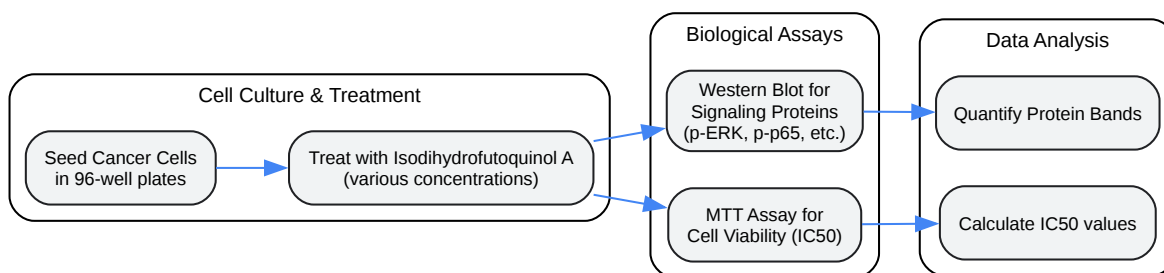 Cell Culture & Treatment
Seed Cancer Cells
in 96-well plates
Treat with Isodihydrofutoquinol A
(various concentrations)
Biological Assays
Western Blot for
Signaling Proteins
(p-ERK, p-p65, etc.)
MTT Assay for
Cell Viability (IC50)
Data Analysis
Quantify Protein Bands
Calculate IC50 values